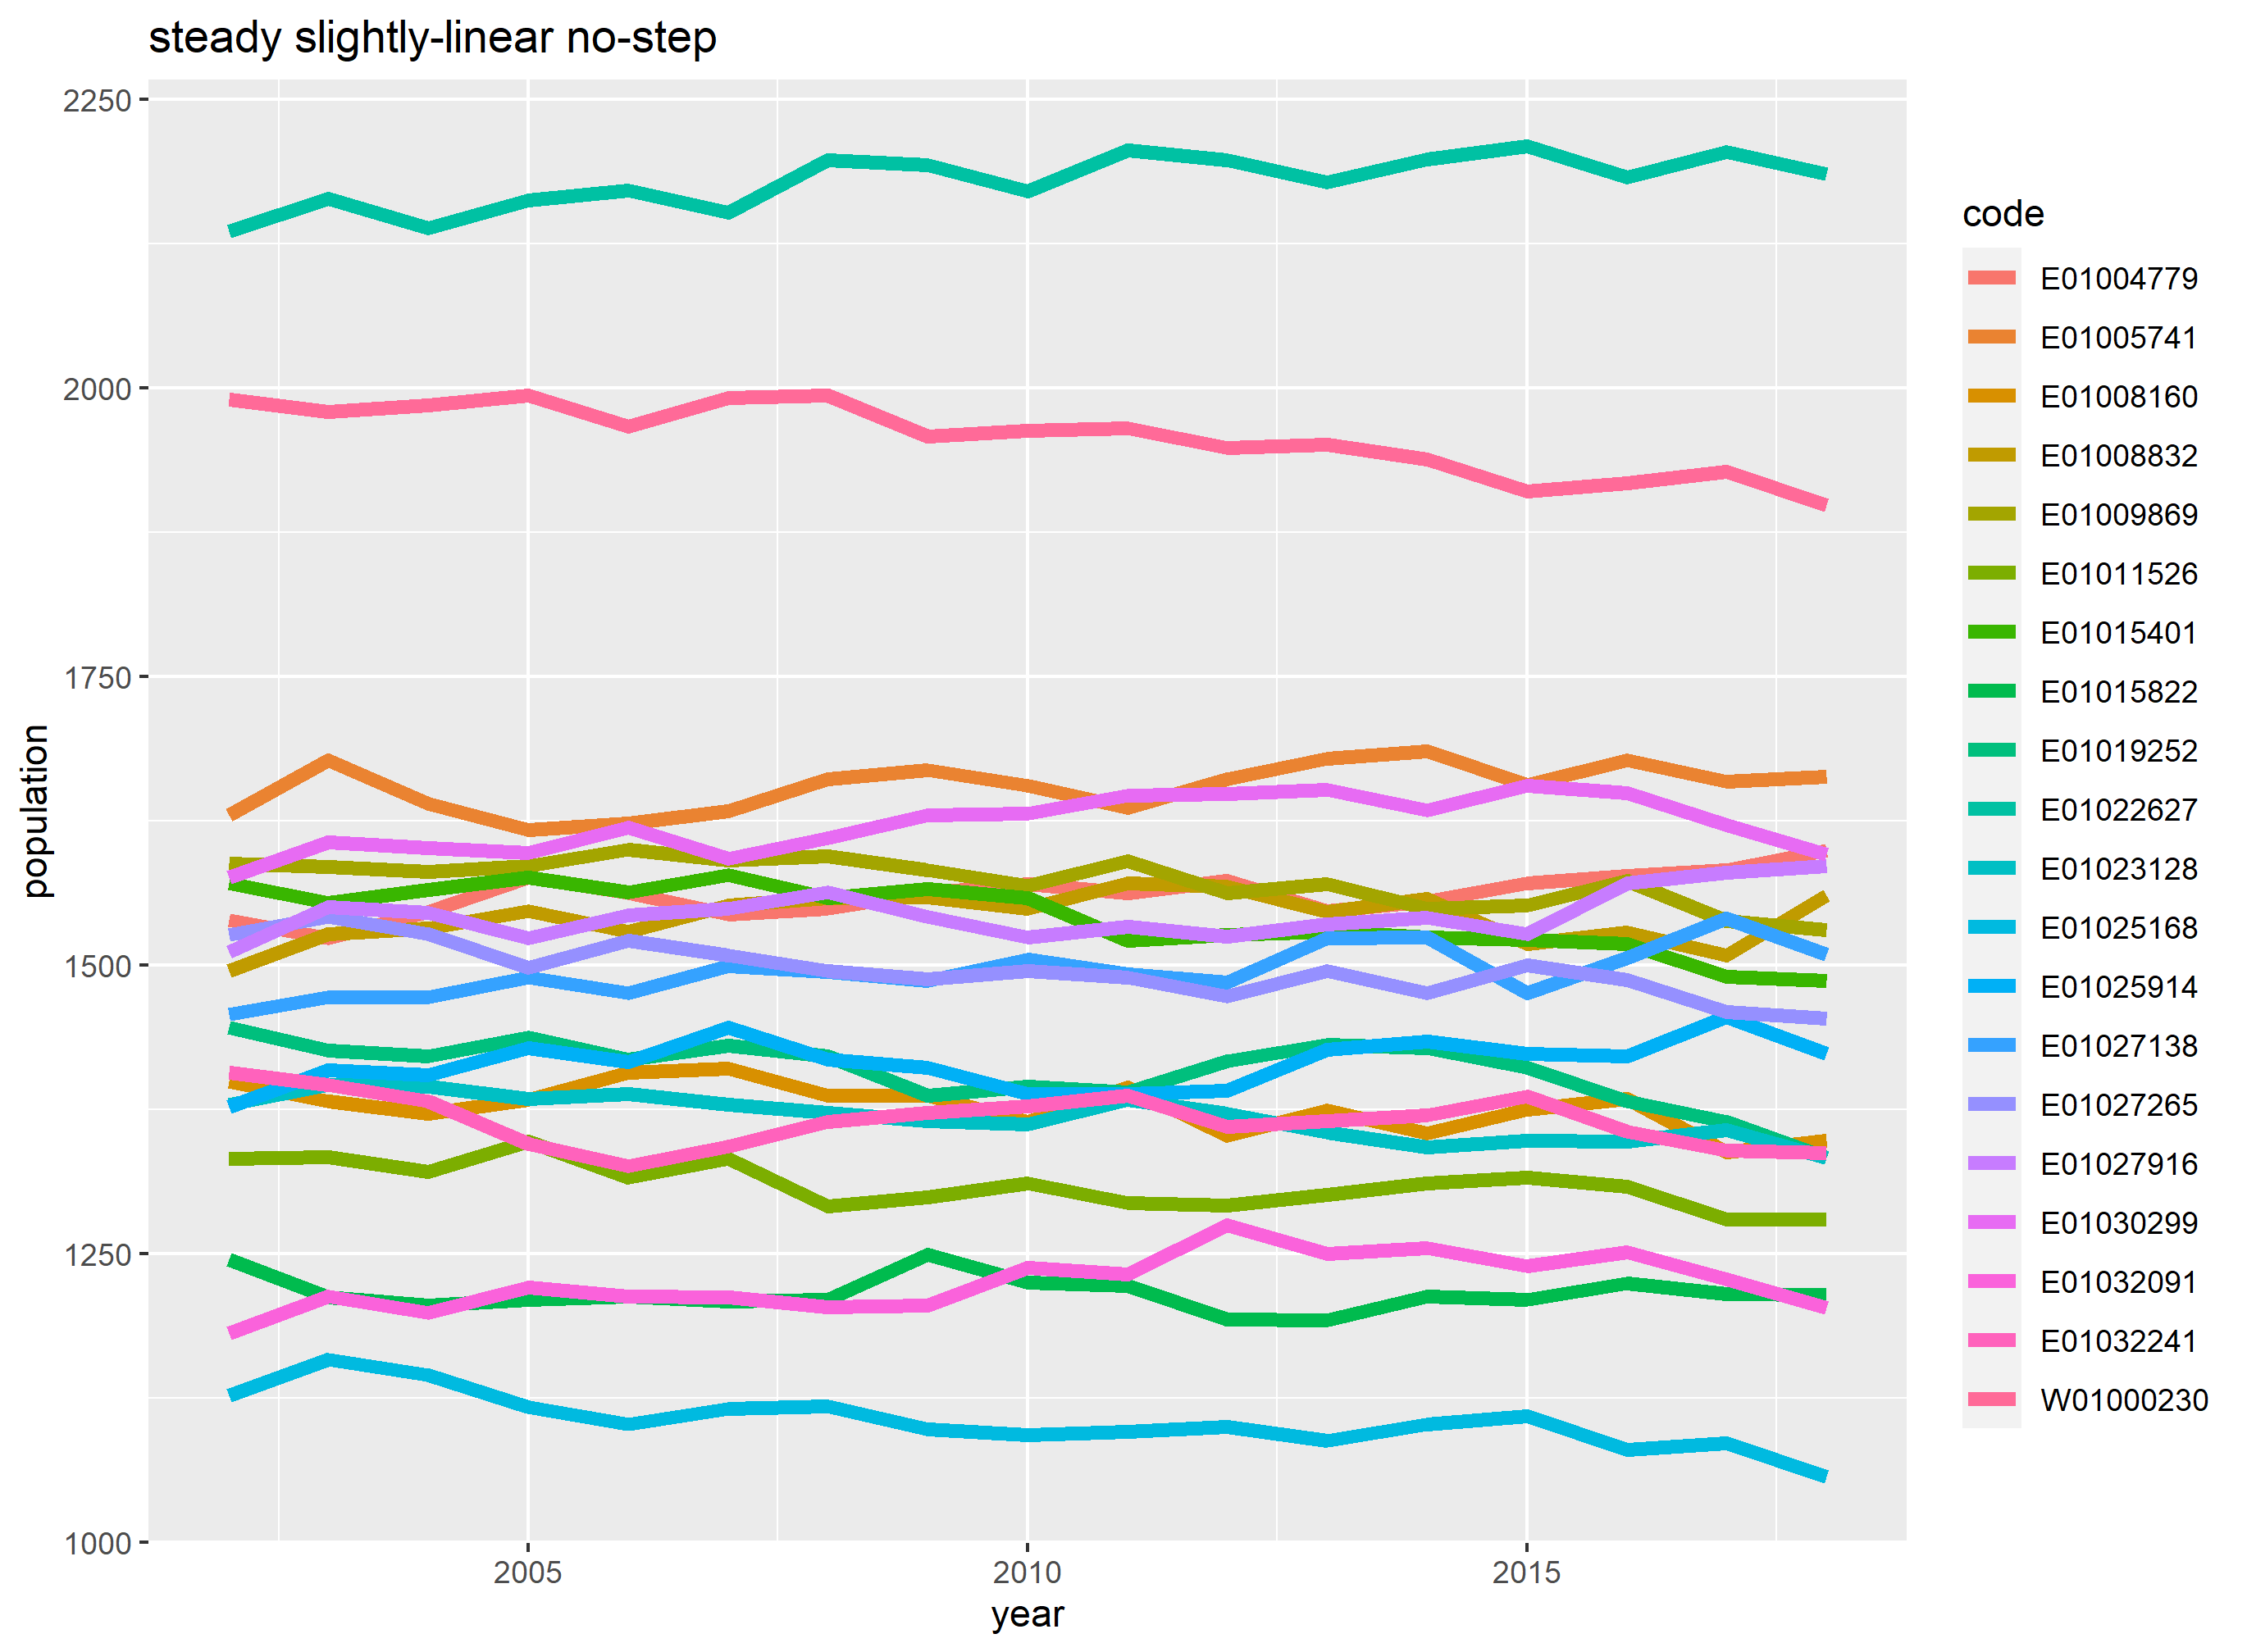 steady slightly-linear no-step
2250
2000
1750
1500
1250
1000
population
2005 2010 2015
year
code
E01004779
E01005741
E01008160
E01008832
E01009869
E01011526
E01015401
E01015822
E01019252
E01022627
E01023128
E01025168
E01025914
E01027138
E01027265
E01027916
E01030299
E01032091
E01032241
W01000230